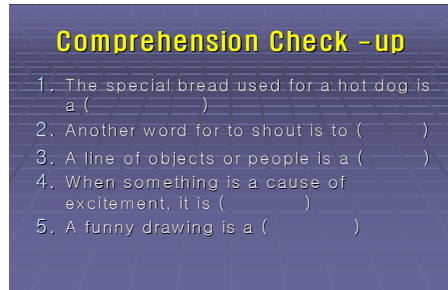 Comprehension Check -up
1. The special bread used for a hot dog is
a (          )
2. Another word for to shout is to (      )
3. A line of objects or people is a (      )
4. When something is a cause of
excitement, it is (        )
5. A funny drawing is a (        )